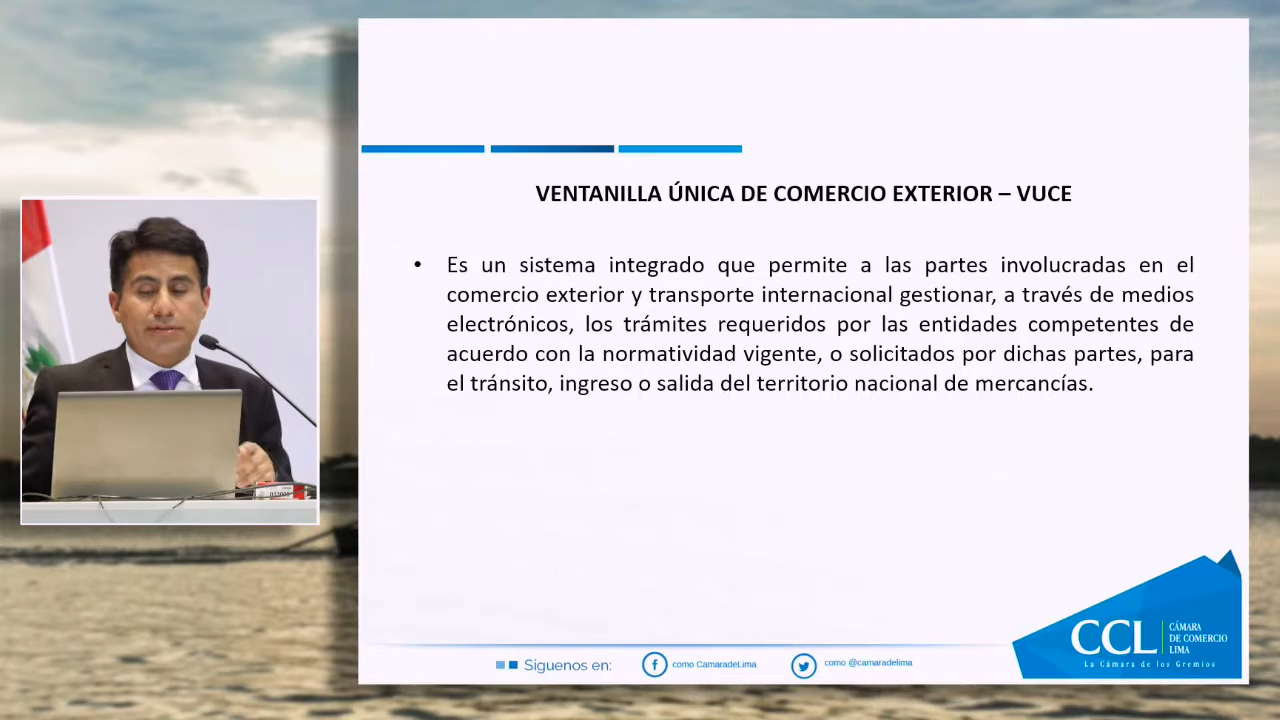 VENTANILLA ÚNICA DE COMERCIO EXTERIOR – VUCE
• Es un sistema integrado que permite a las partes involucradas en el
comercio exterior y transporte internacional gestionar, a través de medios
electrónicos, los trámites requeridos por las entidades competentes de
acuerdo con la normatividad vigente, o solicitados por dichas partes, para
el tránsito, ingreso o salida del territorio nacional de mercancías.
CCL
CÁMARA
DE COMERCIO
LIMA
La Cámara de los Gremios
Síguenos en:
como CamaradeLima
como @camaradelima